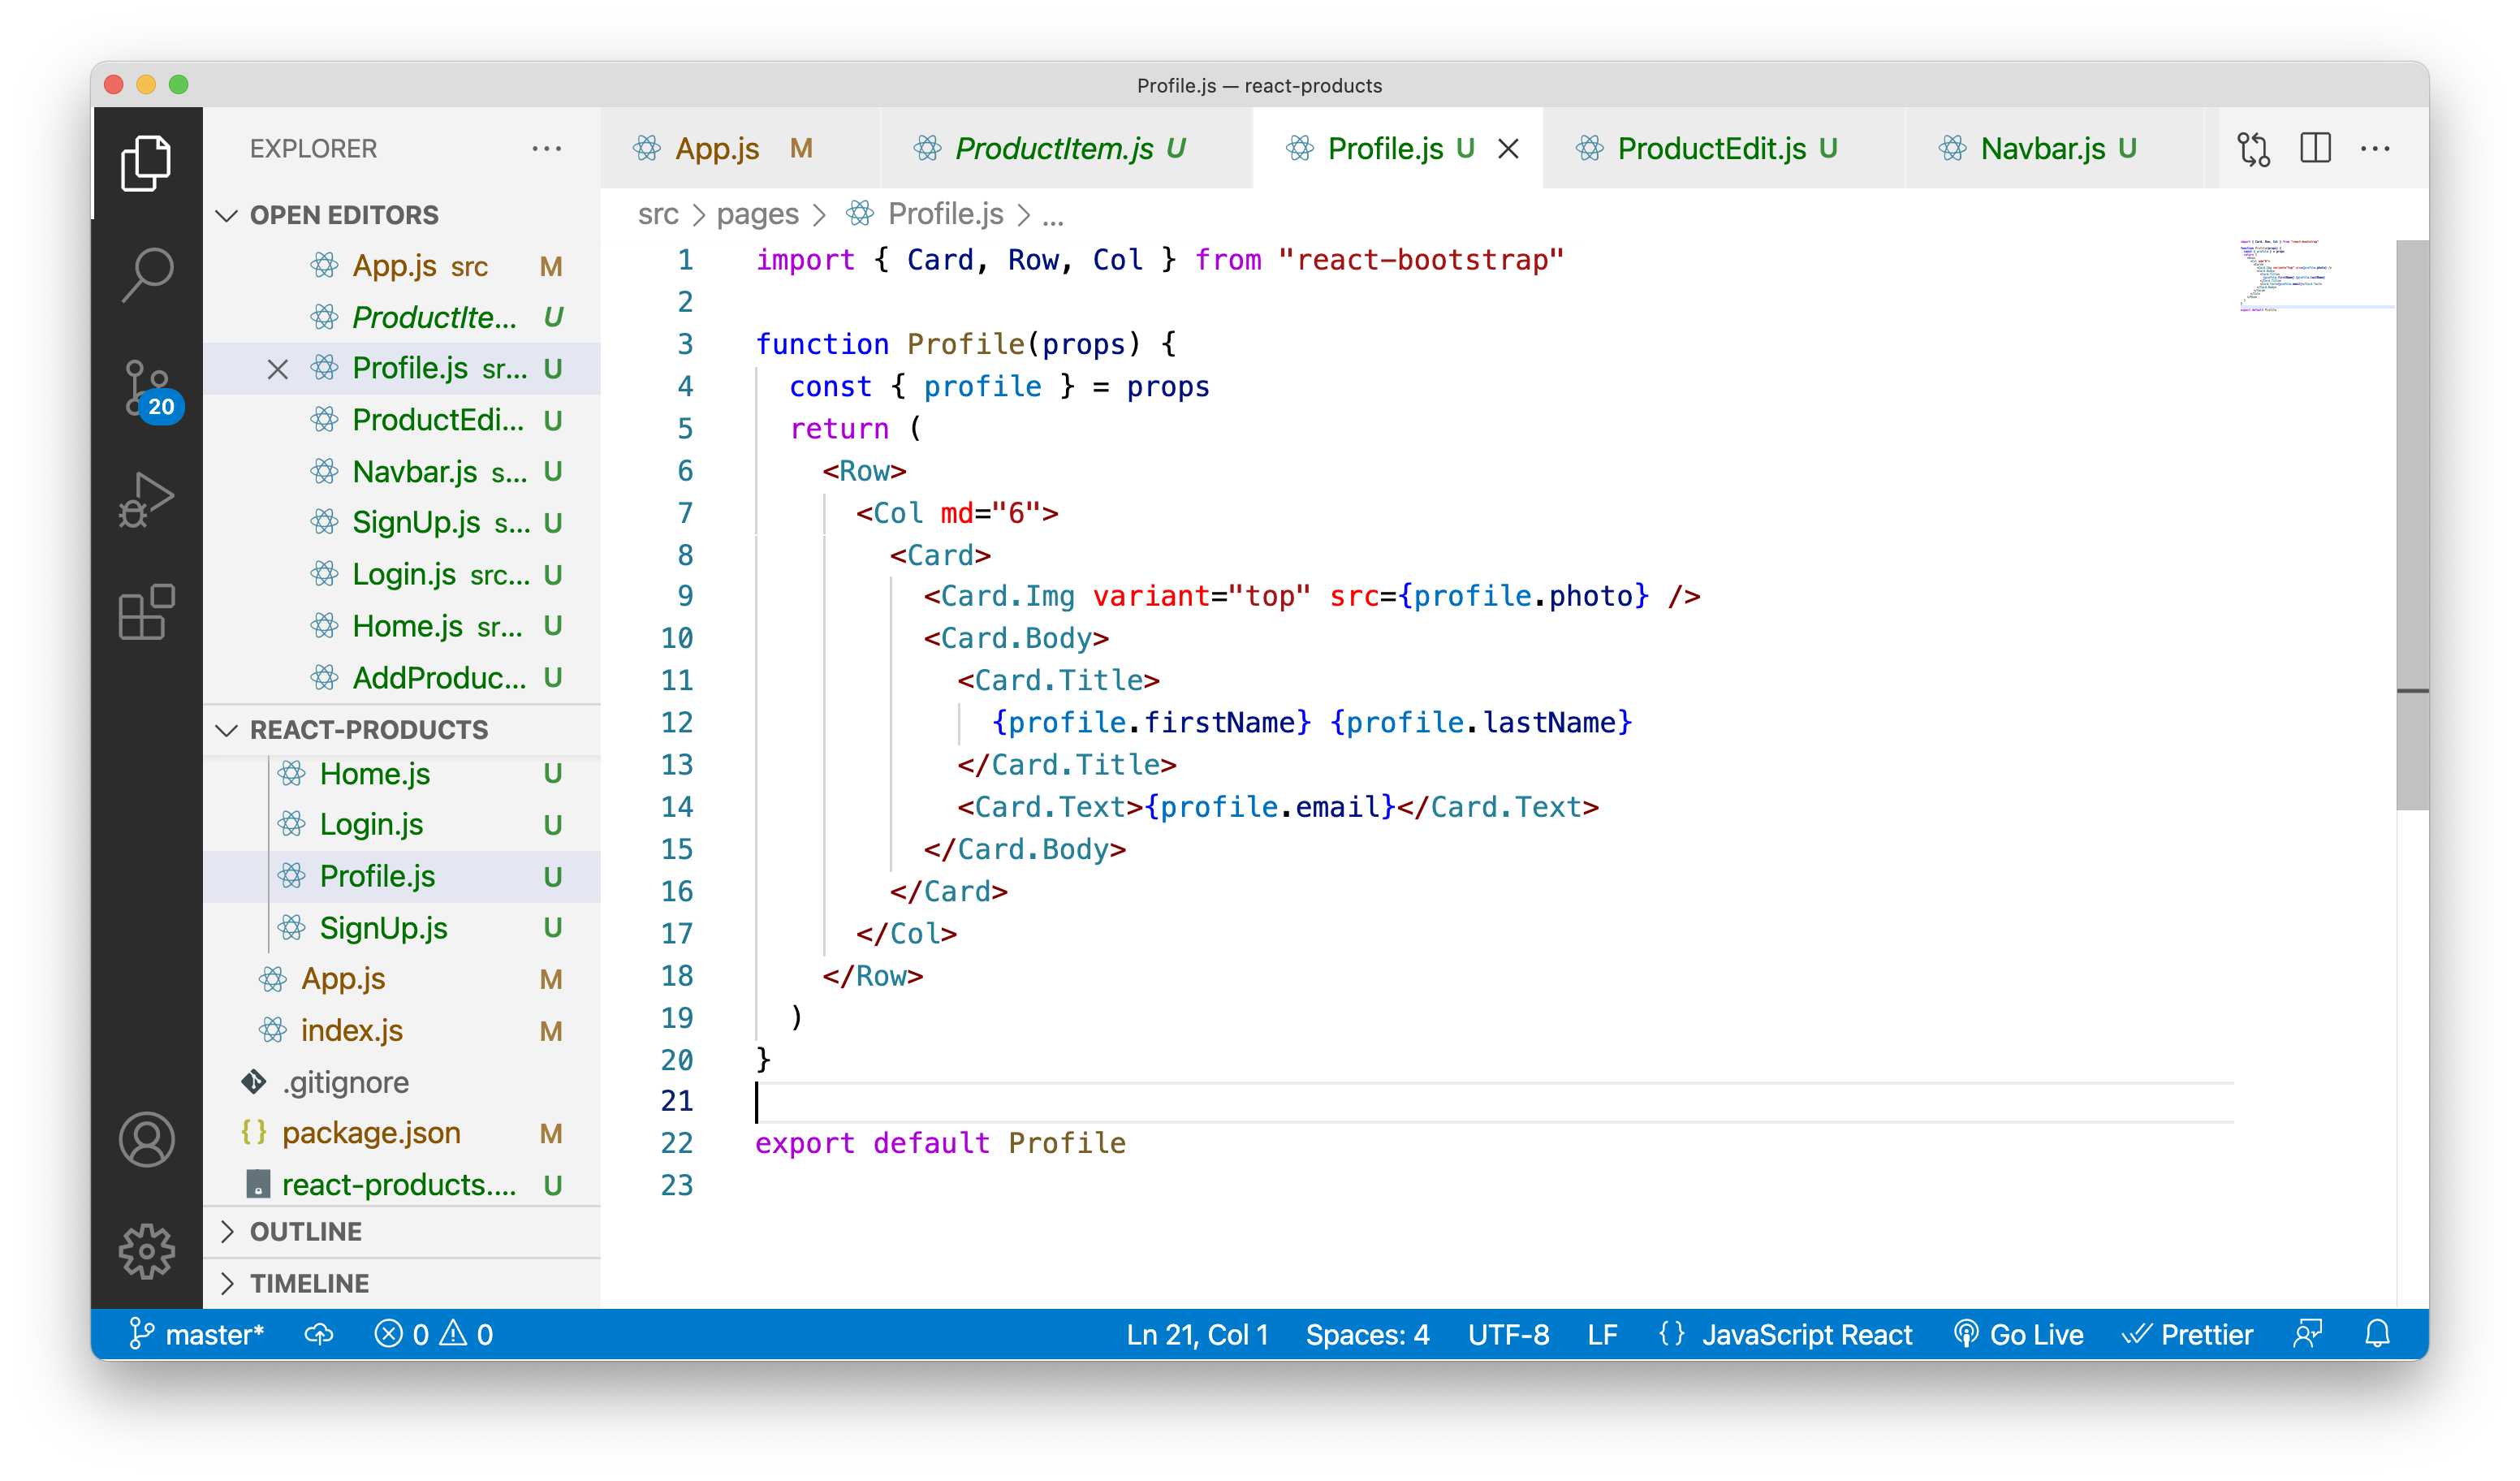 Profile.js — react-products
EXPLORER
OPEN EDITORS
App.js src M
ProductIte... U
Profile.js sr... U
ProductEdi... U
Navbar.js s... U
SignUp.js s... U
Login.js src... U
Home.js sr... U
AddProduc... U
REACT-PRODUCTS
Home.js U
Login.js U
Profile.js U
SignUp.js U
App.js M
index.js M
.gitignore
package.json M
react-products.... U
OUTLINE
TIMELINE
20
App.js M ProductItem.js U Profile.js U ProductEdit.js U Navbar.js U
src > pages > Profile.js > ...
1 import { Card, Row, Col } from "react-bootstrap"
2
3 function Profile(props) {
4   const { profile } = props
5   return (
6     <Row>
7       <Col md="6">
8         <Card>
9           <Card.Img variant="top" src={profile.photo} />
10           <Card.Body>
11             <Card.Title>
12               {profile.firstName} {profile.lastName}
13             </Card.Title>
14             <Card.Text>{profile.email}</Card.Text>
15           </Card.Body>
16         </Card>
17       </Col>
18     </Row>
19   )
20 }
21
22 export default Profile
23
master* 0 0 Ln 21, Col 1 Spaces: 4 UTF-8 LF {} JavaScript React Go Live Prettier